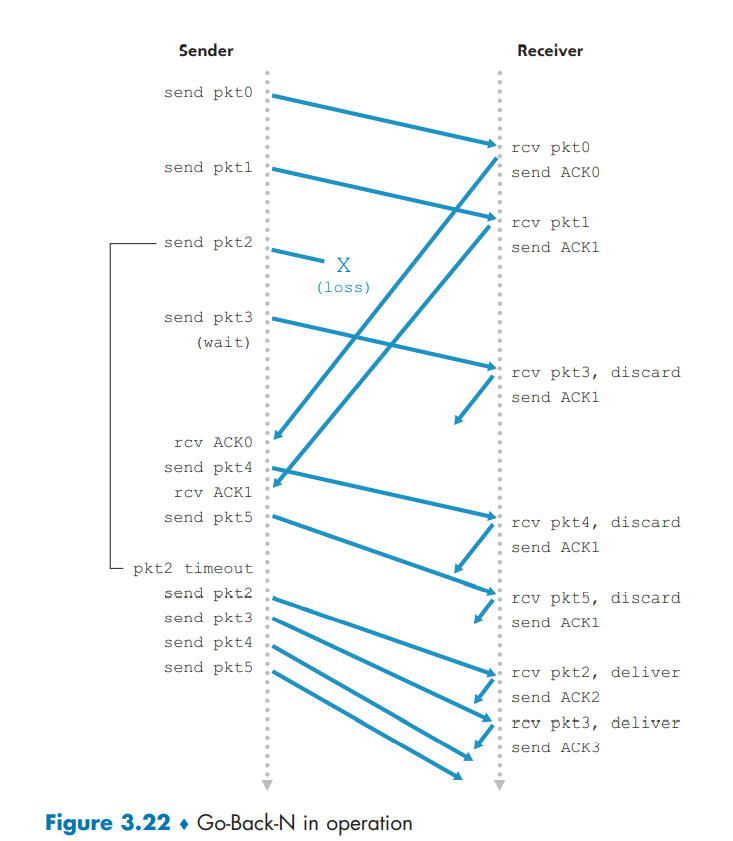 Sender
Receiver
send pkt0
rcv pkt0
send pkt1
send ACK0
rcv pkt1
send pkt2
send ACK1
X
(loss)
send pkt3
(wait)
rcv pkt3, discard
send ACK1
rcv ACK0
send pkt4
rcv ACK1
send pkt5
rcv pkt4, discard
send ACK1
pkt2 timeout
send pkt2
rcv pkt5, discard
send pkt3
send ACK1
send pkt4
send pkt5
rcv pkt2, deliver
send ACK2
rcv pkt3, deliver
send ACK3
Figure 3.22 ♦ Go-Back-N in operation